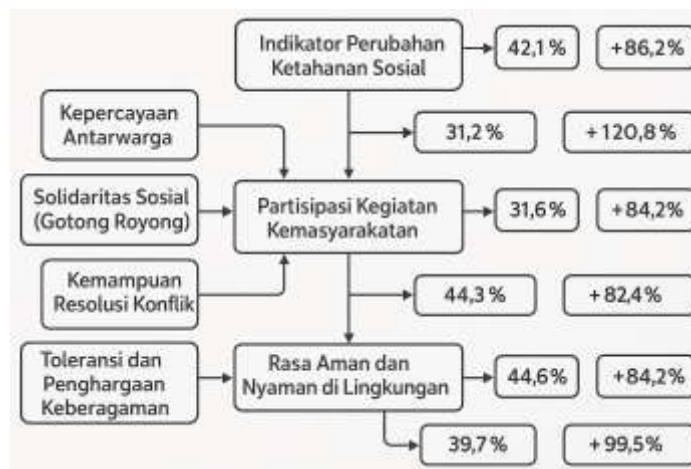 Indikator Perubahan
Ketahanan Sosial
42,1%
+86,2%
Kepercayaan
Antarwarga
31,2%
+120,8%
Solidaritas Sosial
(Gotong Royong)
Partisipasi Kegiatan
Kemasyarakatan
31,6%
+84,2%
Kemampuan
Resolusi Konflik
44,3%
+82,4%
Toleransi dan
Penghargaan
Keberagaman
Rasa Aman dan
Nyaman di Lingkungan
44,6%
+84,2%
39,7%
+99,5%